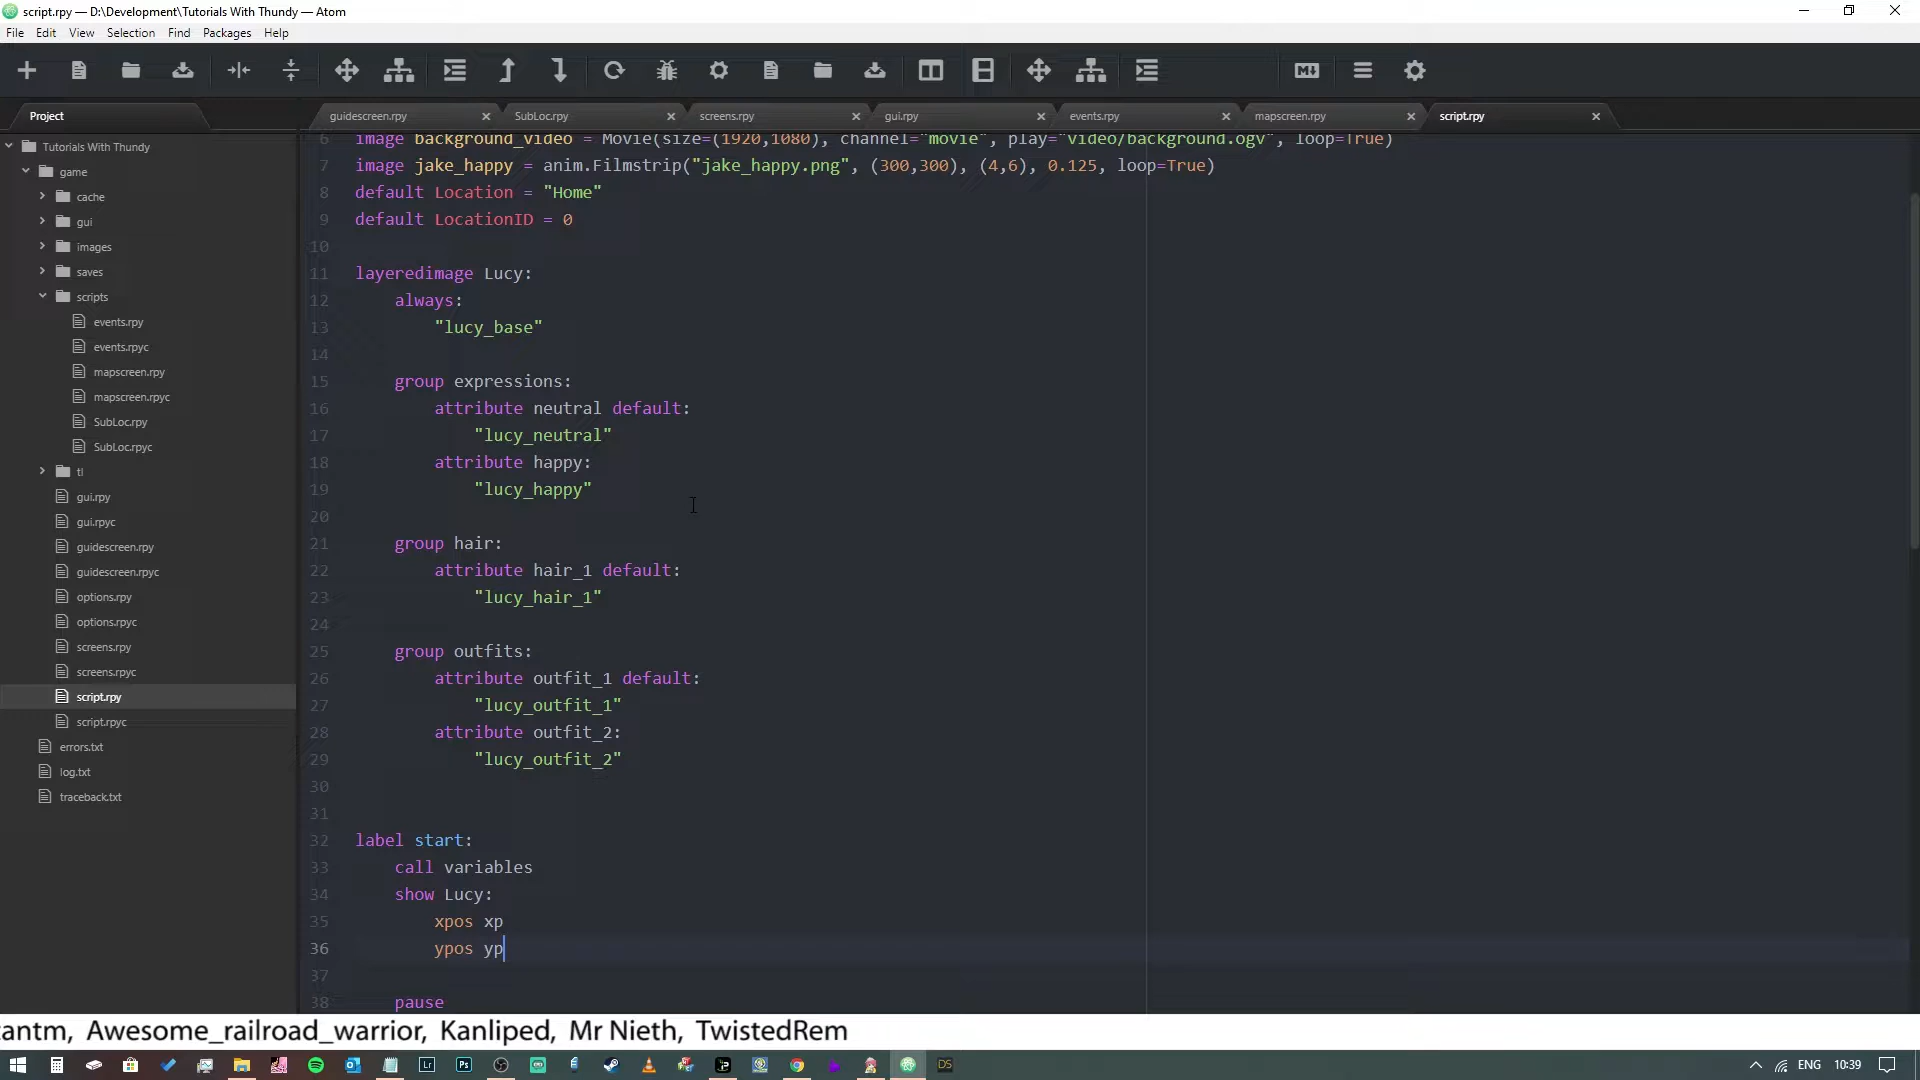 script.rpy — D:\Development\Tutorials With Thundy — Atom
File Edit View Selection Find Packages Help
Project
guidescreen.rpy SubLoc.rpy screens.rpy gui.rpy events.rpy mapscreen.rpy script.rpy
Tutorials With Thundy
game
cache
gui
images
saves
scripts
events.rpy
events.rpyc
mapscreen.rpy
mapscreen.rpyc
SubLoc.rpy
SubLoc.rpyc
tl
gui.rpy
gui.rpyc
guidescreen.rpy
guidescreen.rpyc
options.rpy
options.rpyc
screens.rpy
screens.rpyc
script.rpy
script.rpyc
errors.txt
log.txt
traceback.txt
6 image background_video = Movie(size=(1920,1080), channel="movie", play="video/background.ogv", loop=True)
7 image jake_happy = anim.Filmstrip("jake_happy.png", (300,300), (4,6), 0.125, loop=True)
8 default Location = "Home"
9 default LocationID = 0
10
11 layeredimage Lucy:
12 always:
13 "lucy_base"
14
15 group expressions:
16 attribute neutral default:
17 "lucy_neutral"
18 attribute happy:
19 "lucy_happy"
20
21 group hair:
22 attribute hair_1 default:
23 "lucy_hair_1"
24
25 group outfits:
26 attribute outfit_1 default:
27 "lucy_outfit_1"
28 attribute outfit_2:
29 "lucy_outfit_2"
30
31
32 label start:
33 call variables
34 show Lucy:
35 xpos xp
36 ypos yp
37
38 pause
tantm, Awesome_railroad_warrior, Kanliped, Mr Nieth, TwistedRem
Lr Ps DS ENG 10:39